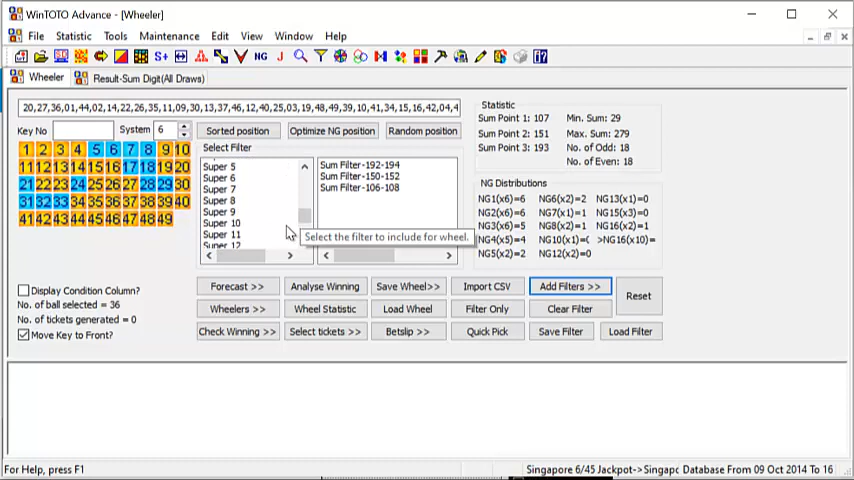 WinTOTO Advance - [Wheeler]
File Statistic Tools Maintenance Edit View Window Help
Wheeler Result-Sum Digit(All Draws)
20,27,36,01,44,02,14,22,26,35,11,09,30,13,37,46,12,40,25,03,19,48,49,39,10,41,34,15,16,42,04,4
Key No System 6 Sorted position Optimize NG position Random position
1 2 3 4 5 6 7 8 9 10
11 12 13 14 15 16 17 18 19 20
21 22 23 24 25 26 27 28 29 30
31 32 33 34 35 36 37 38 39 40
41 42 43 44 45 46 47 48 49
Select Filter
Super 5
Super 6
Super 7
Super 8
Super 9
Super 10
Super 11
Super 12
Sum Filter-192-194
Sum Filter-150-152
Sum Filter-106-108
Select the filter to include for wheel.
Statistic
Sum Point 1: 107 Min. Sum: 29
Sum Point 2: 151 Max. Sum: 279
Sum Point 3: 193 No. of Odd: 18
No. of Even: 18
NG Distributions
NG1(x6)=6 NG6(x2)=2 NG13(x1)=0
NG2(x6)=6 NG7(x1)=1 NG15(x3)=0
NG3(x6)=5 NG8(x2)=1 NG16(x2)=1
NG4(x5)=4 NG10(x1)=( >NG16(x10)=
NG5(x2)=2 NG12(x2)=0
Display Condition Column?
No. of ball selected = 36
No. of tickets generated = 0
Move Key to Front?
Forecast >> Analyse Winning Save Wheel>> Import CSV Add Filters >> Reset
Wheelers >> Wheel Statistic Load Wheel Filter Only Clear Filter
Check Winning >> Select tickets >> Betslip>> Quick Pick Save Filter Load Filter
For Help, press F1 Singapore 6/45 Jackpot->Singapc Database From 09 Oct 2014 To 16